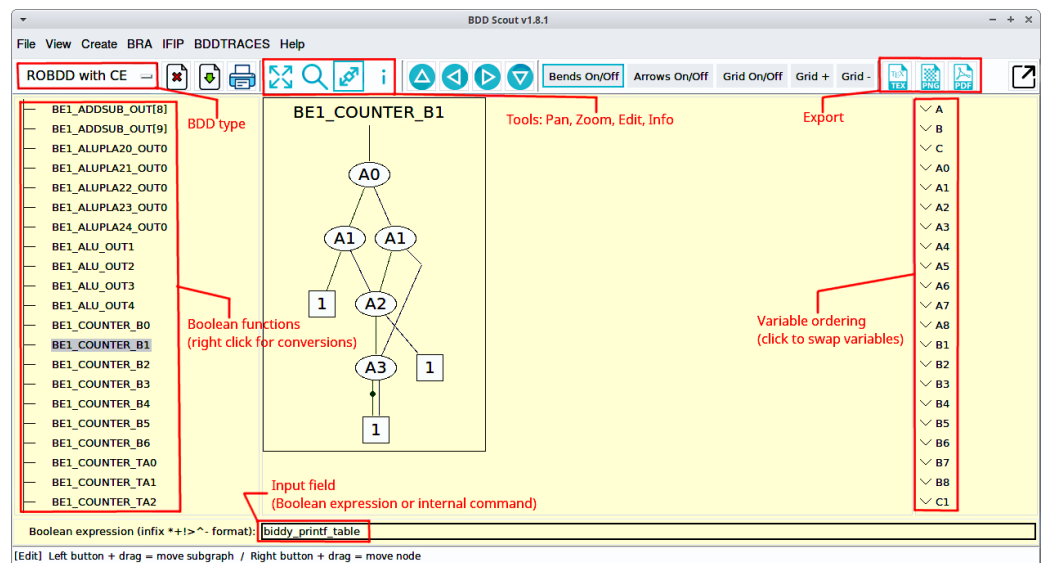 BDD Scout v1.8.1
File View Create BRA IFIP BDDTRACES Help
ROBDD with CE
i
Bends On/Off
Arrows On/Off
Grid On/Off
Grid +
Grid -
TEX
TEX
PNG
PDF
BDD type
Tools: Pan, Zoom, Edit, Info
Export
BE1_ADDSUB_OUT[8]
BE1_ADDSUB_OUT[9]
BE1_ALUPLA20_OUT0
BE1_ALUPLA21_OUT0
BE1_ALUPLA22_OUT0
BE1_ALUPLA23_OUT0
BE1_ALUPLA24_OUT0
BE1_ALU_OUT1
BE1_ALU_OUT2
BE1_ALU_OUT3
BE1_ALU_OUT4
BE1_COUNTER_B0
BE1_COUNTER_B1
BE1_COUNTER_B2
BE1_COUNTER_B3
BE1_COUNTER_B4
BE1_COUNTER_B5
BE1_COUNTER_B6
BE1_COUNTER_TA0
BE1_COUNTER_TA1
BE1_COUNTER_TA2
Boolean functions
(right click for conversions)
BE1_COUNTER_B1
A0
A1 A1
1 A2
A3 1
1
Variable ordering
(click to swap variables)
A
B
C
A0
A1
A2
A3
A4
A5
A6
A7
A8
B1
B2
B3
B4
B5
B6
B7
B8
C1
Input field
(Boolean expression or internal command)
Boolean expression (infix *+!>^- format): biddy_printf_table
[Edit] Left button + drag = move subgraph / Right button + drag = move node